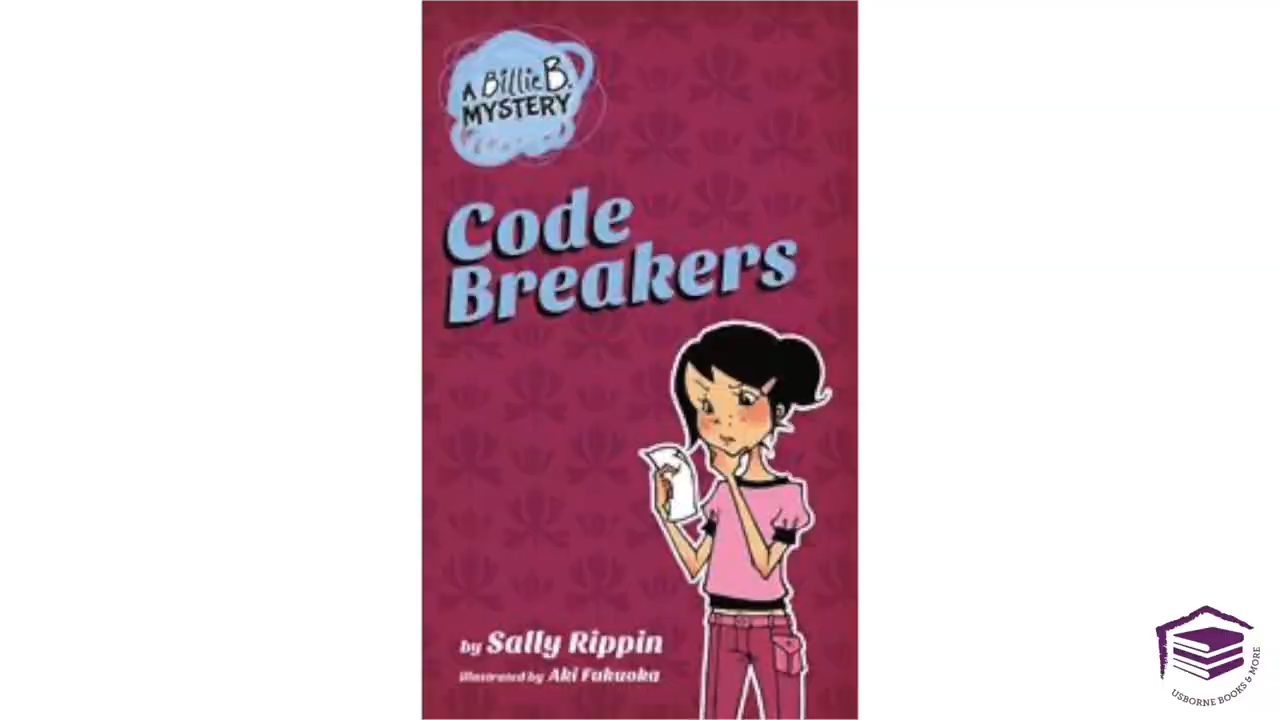 A Billie B.
MYSTERY
Code
Breakers
by Sally Rippin
illustrated by Aki Fukuoka
USBORNE BOOKS & MORE